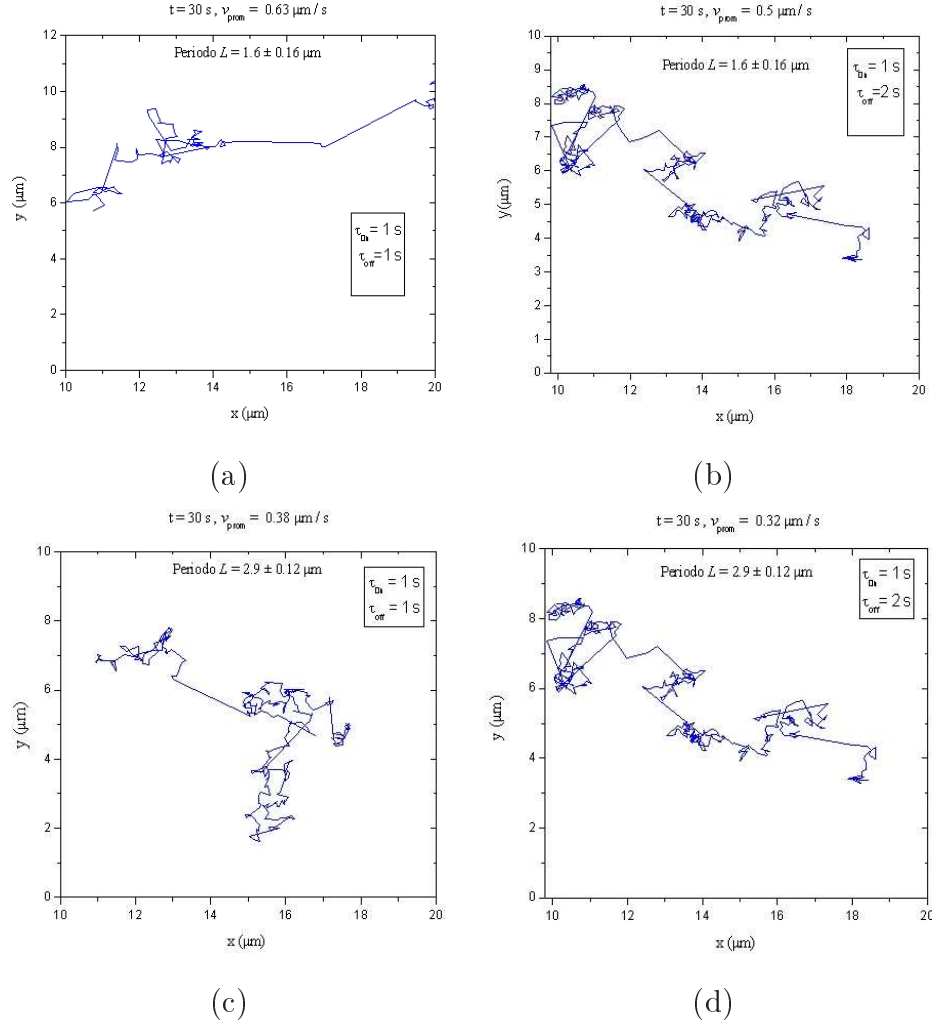 t = 30 s , v_prom = 0.63 μm / s
Periodo L = 1.6 ± 0.16 μm
12
10
8
6
4
2
0
y (μm)
τ_On = 1 s
τ_off = 1 s
10 12 14 16 18 20
x (μm)
(a)
t = 30 s , v_prom = 0.5 μm / s
Periodo L = 1.6 ± 0.16 μm
10
9
8
7
6
5
4
3
2
1
0
y(μm)
τ_On = 1 s
τ_off = 2 s
10 12 14 16 18 20
x (μm)
(b)
t = 30 s , v_prom = 0.38 μm / s
Periodo L = 2.9 ± 0.12 μm
10
8
6
4
2
0
y (μm)
τ_On = 1 s
τ_off = 1 s
10 12 14 16 18 20
x (μm)
(c)
t = 30 s , v_prom = 0.32 μm / s
Periodo L = 2.9 ± 0.12 μm
10
8
6
4
2
0
y (μm)
τ_On = 1 s
τ_off = 2 s
10 12 14 16 18 20
x (μm)
(d)